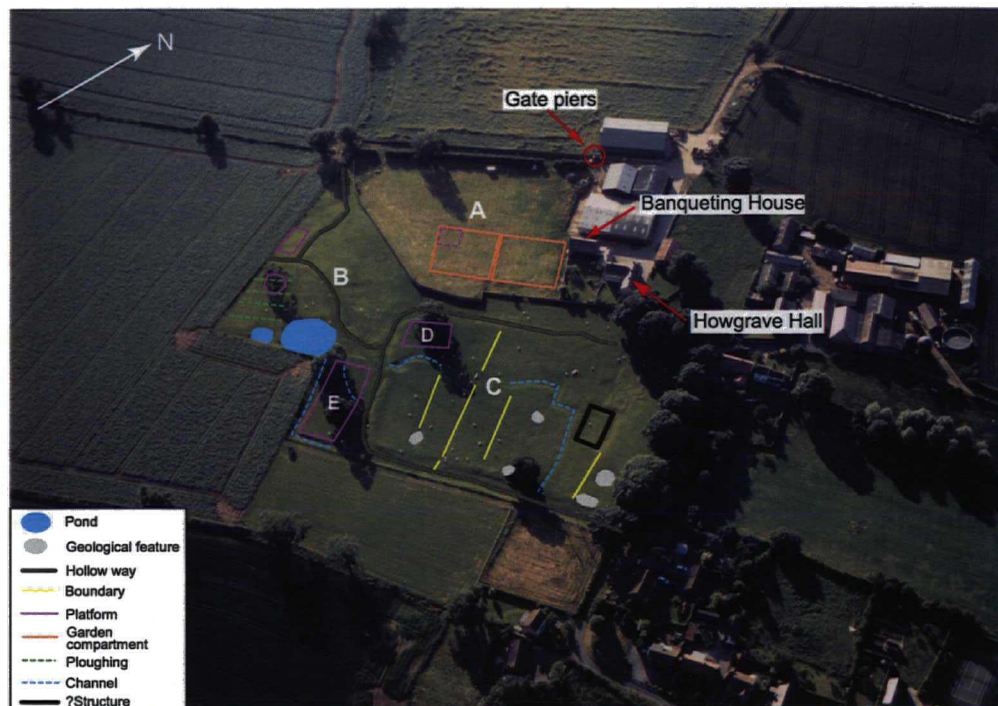 N
Gate piers
A
Banqueting House
B
Howgrave Hall
D
C
E
Pond
Geological feature
Hollow way
Boundary
Platform
Garden
compartment
Ploughing
Channel
?Structure